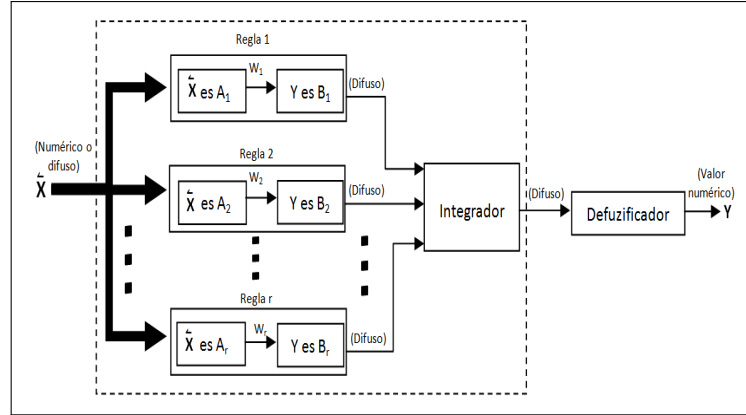 Regla 1
X es A1
W1
Y es B1
(Difuso)
(Numérico o
difuso)
X
Regla 2
X es A2
W2
Y es B2
(Difuso)
Integrador
(Difuso)
Defuzificador
(Valor
numérico)
Y
Regla r
X es Ar
Wr
Y es Br
(Difuso)